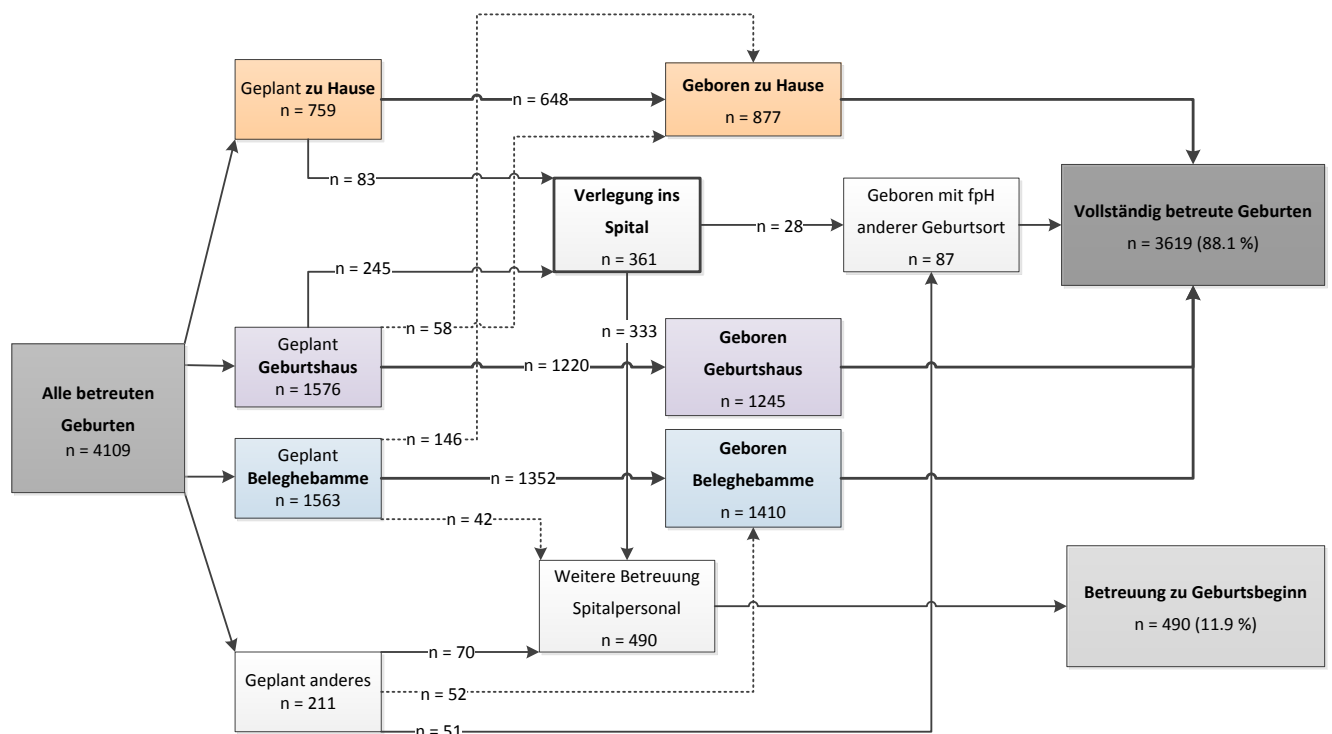 Geplant zu Hause
n = 759
n = 648
Geboren zu Hause
n = 877
n = 83
Verlegung ins
Spital
n = 361
n = 28
Geboren mit fpH
anderer Geburtsort
n = 87
Vollständig betreute Geburten
n = 3619 (88.1 %)
n = 245
n = 58
n = 333
Alle betreuten
Geburten
n = 4109
Geplant
Geburtshaus
n = 1576
n = 1220
Geboren
Geburtshaus
n = 1245
n = 146
Geplant
Beleghebamme
n = 1563
n = 1352
Geboren
Beleghebamme
n = 1410
n = 42
Weitere Betreuung
Spitalpersonal
n = 490
Betreuung zu Geburtsbeginn
n = 490 (11.9 %)
Geplant anderes
n = 211
n = 70
n = 52
n = 51